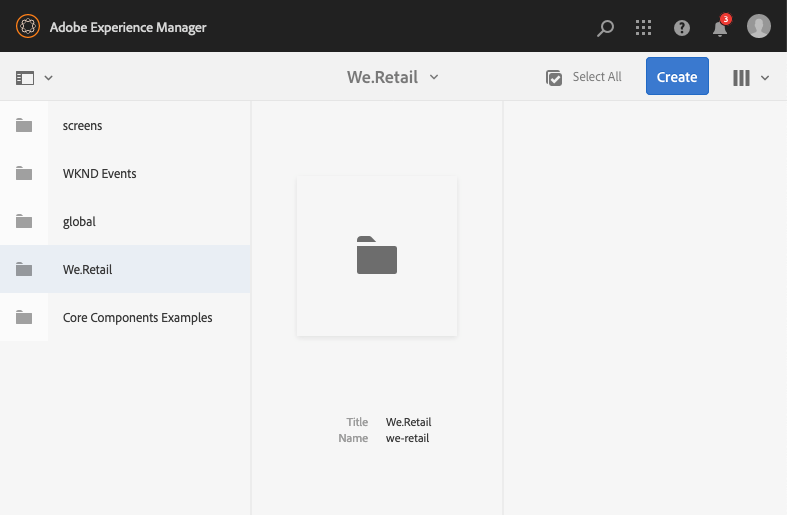 Adobe Experience Manager
3
We.Retail
Select All
Create
screens
WKND Events
global
We.Retail
Core Components Examples
Title We.Retail
Name we-retail